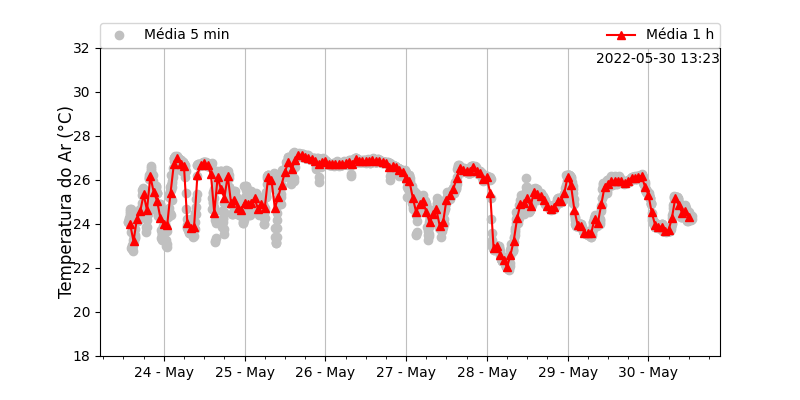 Média 5 min
Média 1 h
2022-05-30 13:23
Temperatura do Ar (°C)
32
30
28
26
24
22
20
18
24 - May
25 - May
26 - May
27 - May
28 - May
29 - May
30 - May